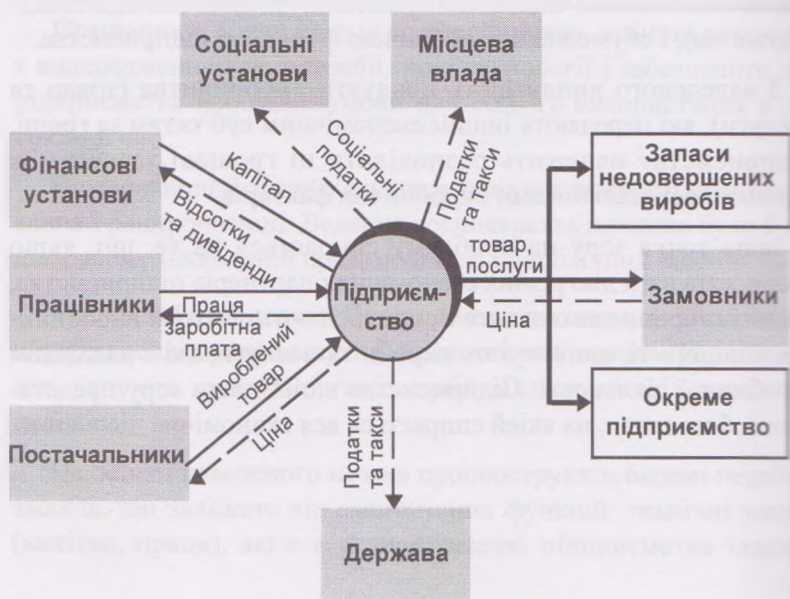 Соціальні
установи
Місцева
влада
Фінансові
установи
Капітал
Відсотки
та дивіденди
Соціальні
податки
Податки
та такси
Запаси
недовершених
виробів
товар,
послуги
Замовники
Ціна
Підприєм-
ство
Працівники
Праця
заробітна
плата
Вироблений
товар
Ціна
Постачальники
Податки
та такси
Окреме
підприємство
Держава